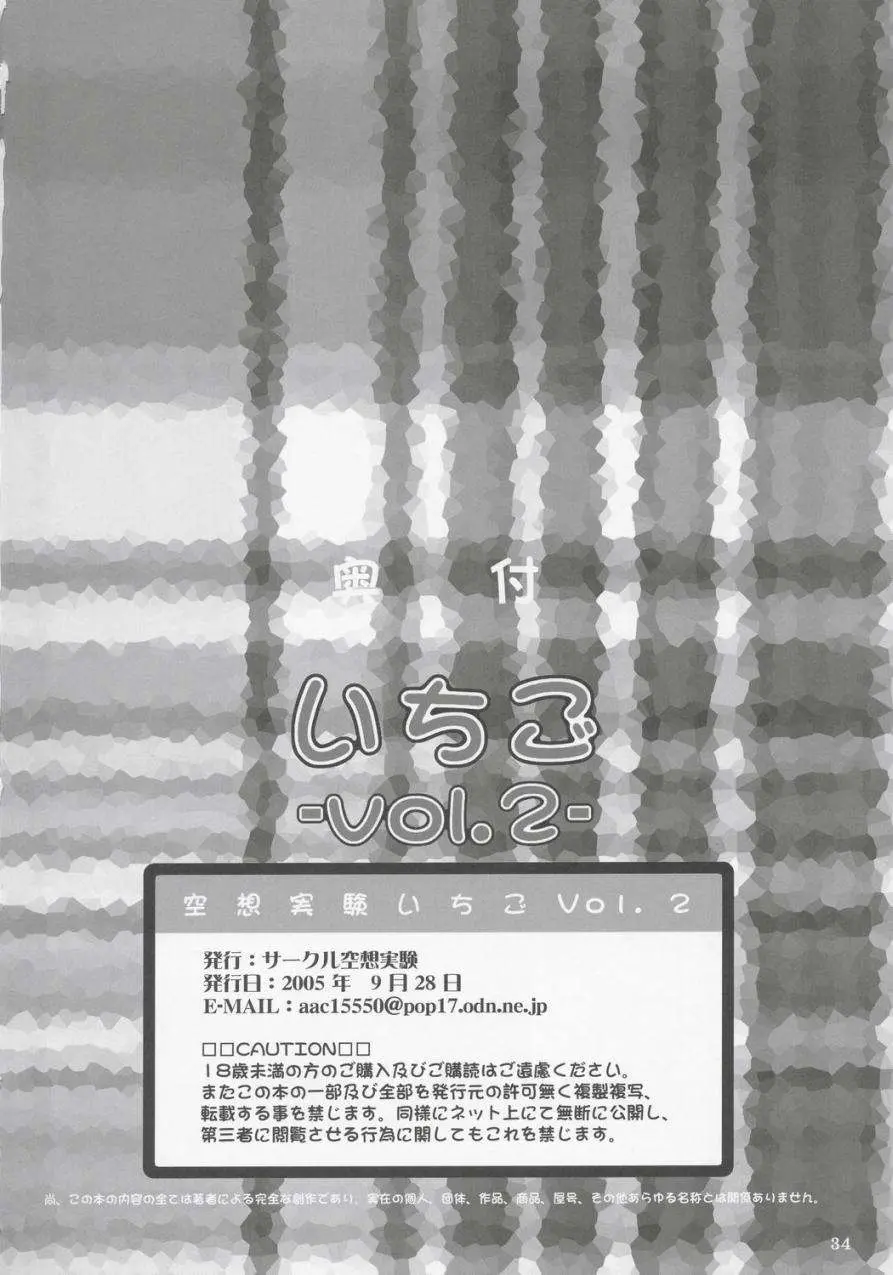 奥 付
いちご
-vol.2-
空想実験いちごVol.2
発行：サークル空想実験
発行日：2005年 9月28日
E-MAIL：aac15550@pop17.odn.ne.jp
□□CAUTION□□
18歳未満の方のご購入及びご購読はご遠慮ください。
またこの本の一部及び全部を発行元の許可無く複製複写、
転載する事を禁じます。同様にネット上にて無断に公開し、
第三者に閲覧させる行為に関してもこれを禁じます。
尚、この本の内容の全ては著者による完全な創作であり、実在の個人、団体、作品、商品、屋号、その他あらゆる名称とは関係ありません。
34